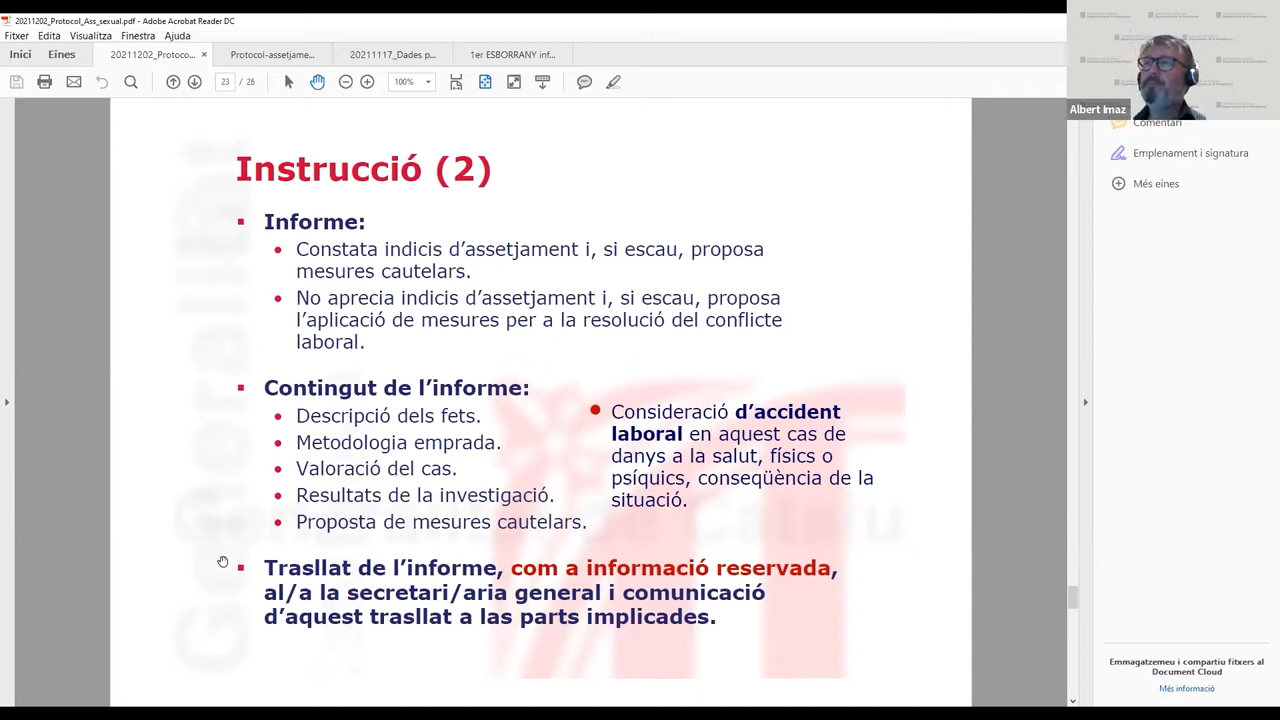 20211202_Protocol_Ass_sexual.pdf - Adobe Acrobat Reader DC
Fitxer Edita Visualitza Finestra Ajuda
Inici Eines 20211202_Protoco... × Protocol-assetjame... 20211117_Dades p... 1er ESBORRANY inf...
23 / 26 100%
Albert Imaz
Comentari
Emplenament i signatura
Més eines
Instrucció (2)
Informe:
Constata indicis d’assetjament i, si escau, proposa
mesures cautelars.
No aprecia indicis d’assetjament i, si escau, proposa
l’aplicació de mesures per a la resolució del conflicte
laboral.
Contingut de l’informe:
Descripció dels fets.
Metodologia emprada.
Valoració del cas.
Resultats de la investigació.
Proposta de mesures cautelars.
Consideració d’accident
laboral en aquest cas de
danys a la salut, físics o
psíquics, conseqüència de la
situació.
Trasllat de l’informe, com a informació reservada,
al/a la secretari/aria general i comunicació
d’aquest trasllat a las parts implicades.
Emmagatzemeu i compartiu fitxers al
Document Cloud
Més informació